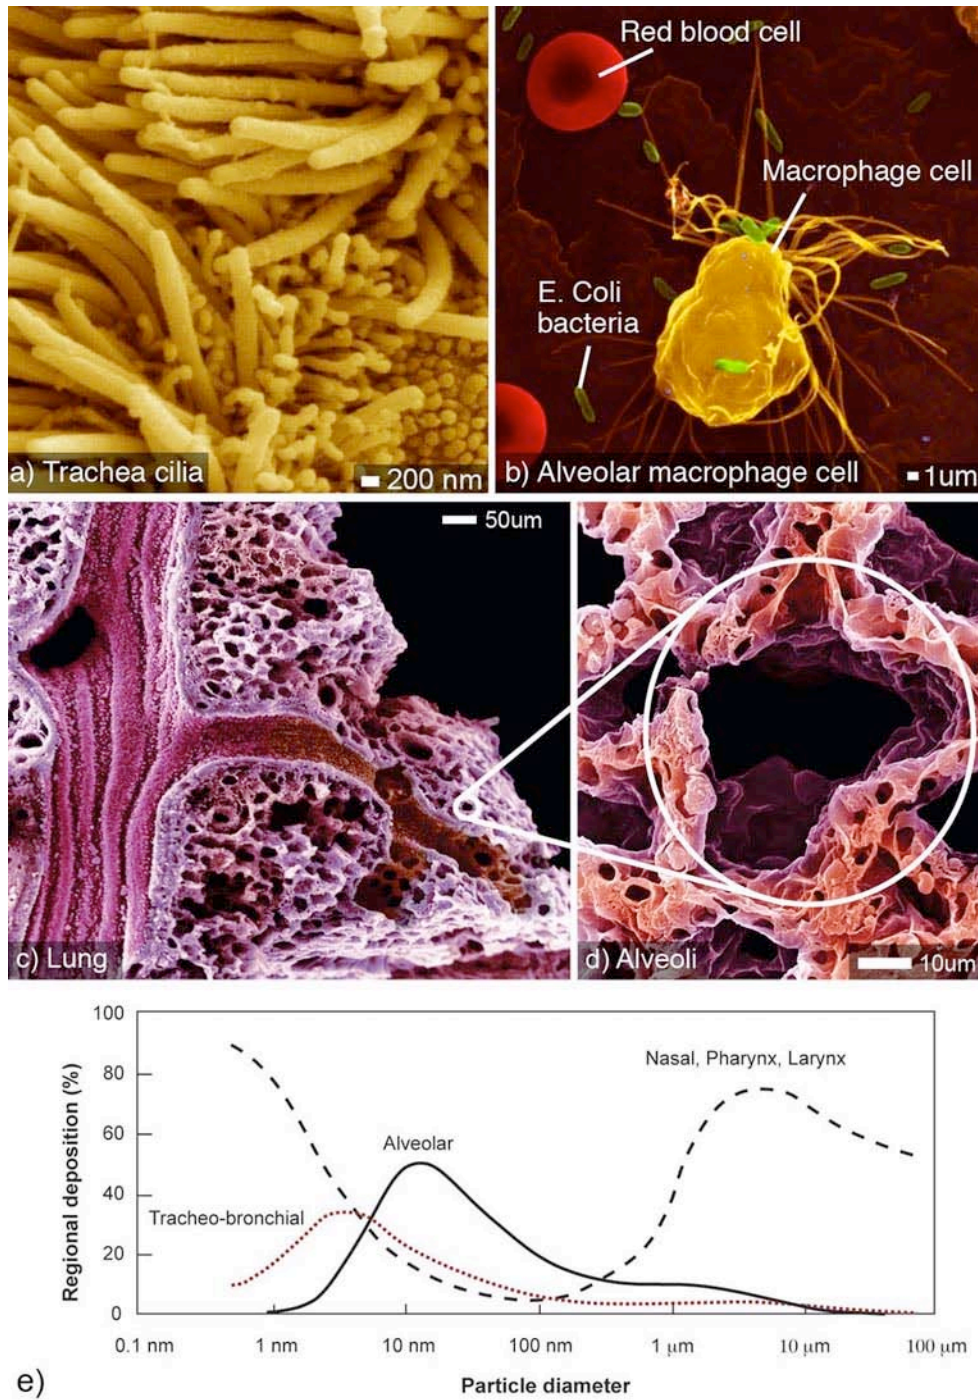 Red blood cell
Macrophage cell
E. Coli
bacteria
a) Trachea cilia
200 nm
b) Alveolar macrophage cell
1um
50um
c) Lung
d) Alveoli
10um
100
80
60
40
20
0
Regional deposition (%)
Nasal, Pharynx, Larynx
Alveolar
Tracheo-bronchial
0.1 nm
1 nm
10 nm
100 nm
1 μm
10 μm
100 μm
e)
Particle diameter